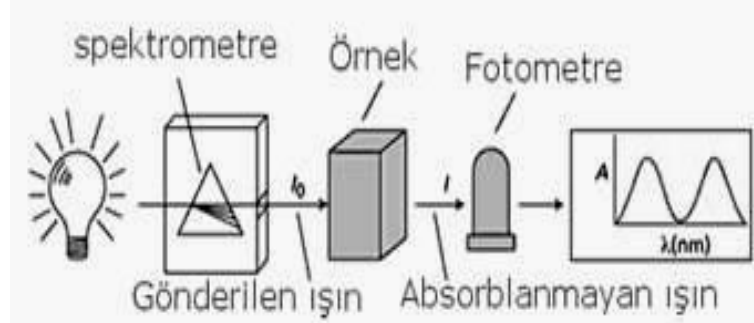 spektrometre
Örnek
Fotometre
I₀
I
A
λ(nm)
Gönderilen ışın
Absorblanmayan ışın